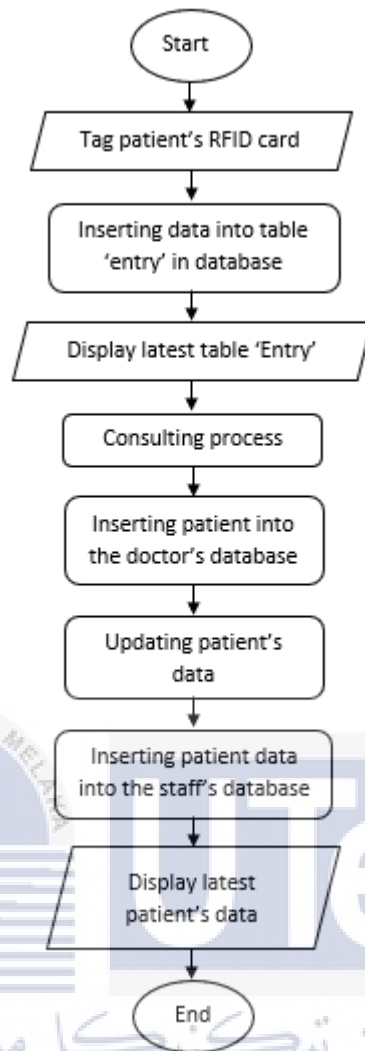 Start
Tag patient's RFID card
Inserting data into table
'entry' in database
Display latest table 'Entry'
Consulting process
Inserting patient into
the doctor's database
Updating patient's
data
Inserting patient data
into the staff's database
Display latest
patient's data
End
MELAKA
UTe